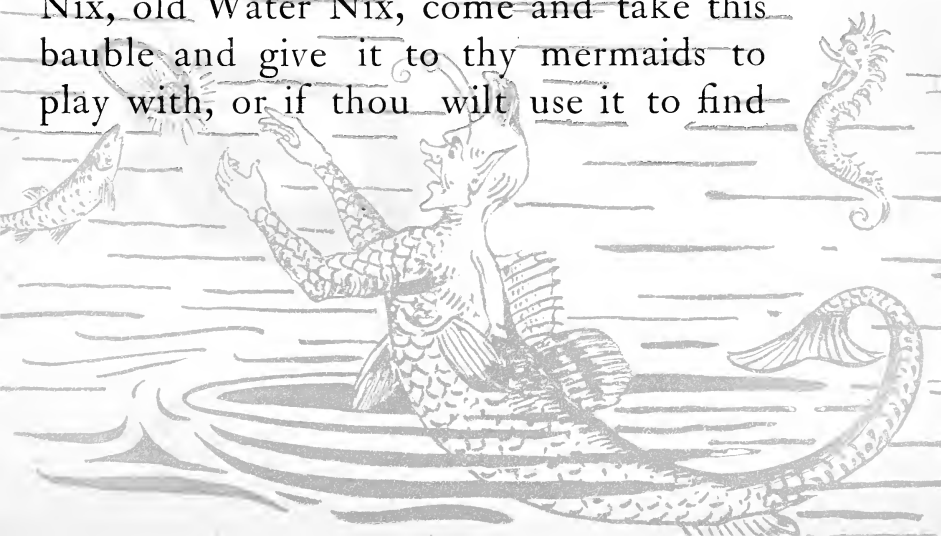 Nix, old Water Nix, come and take this
bauble and give it to thy mermaids to
play with, or if thou wilt use it to find